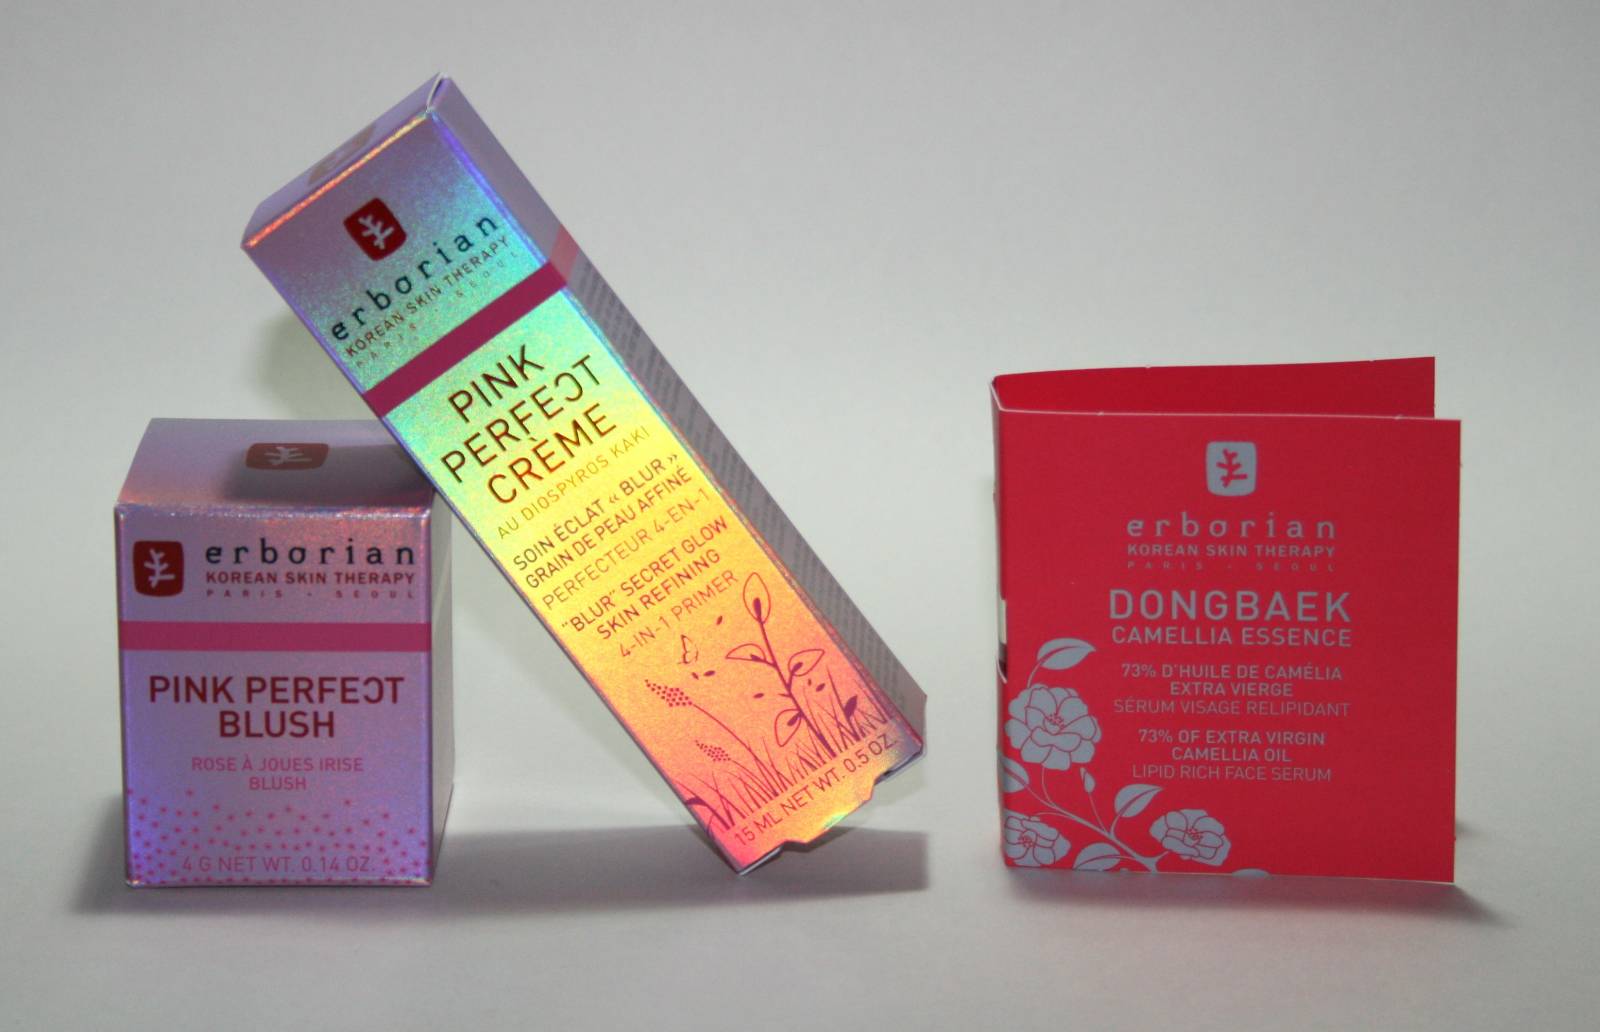 erborian
KOREAN SKIN THERAPY
PARIS - SEOUL
PINK PERFECT
BLUSH
ROSE À JOUES IRISE
BLUSH
4 G NET WT. 0.14 OZ.
erborian
KOREAN SKIN THERAPY
PARIS - SEOUL
PINK
PERFECT
CRÈME
AU DIOSPYROS KAKI
SOIN ÉCLAT « BLUR »
GRAIN DE PEAU AFFINÉ
PERFECTEUR 4-EN-1
"BLUR" SECRET GLOW
SKIN REFINING
4-IN-1 PRIMER
15 ML NET WT. 0.5 OZ.
erborian
KOREAN SKIN THERAPY
PARIS - SEOUL
DONGBAEK
CAMELLIA ESSENCE
73% D'HUILE DE CAMÉLIA
EXTRA VIERGE
SÉRUM VISAGE RELIPIDANT
73% OF EXTRA VIRGIN
CAMELLIA OIL
LIPID RICH FACE SERUM